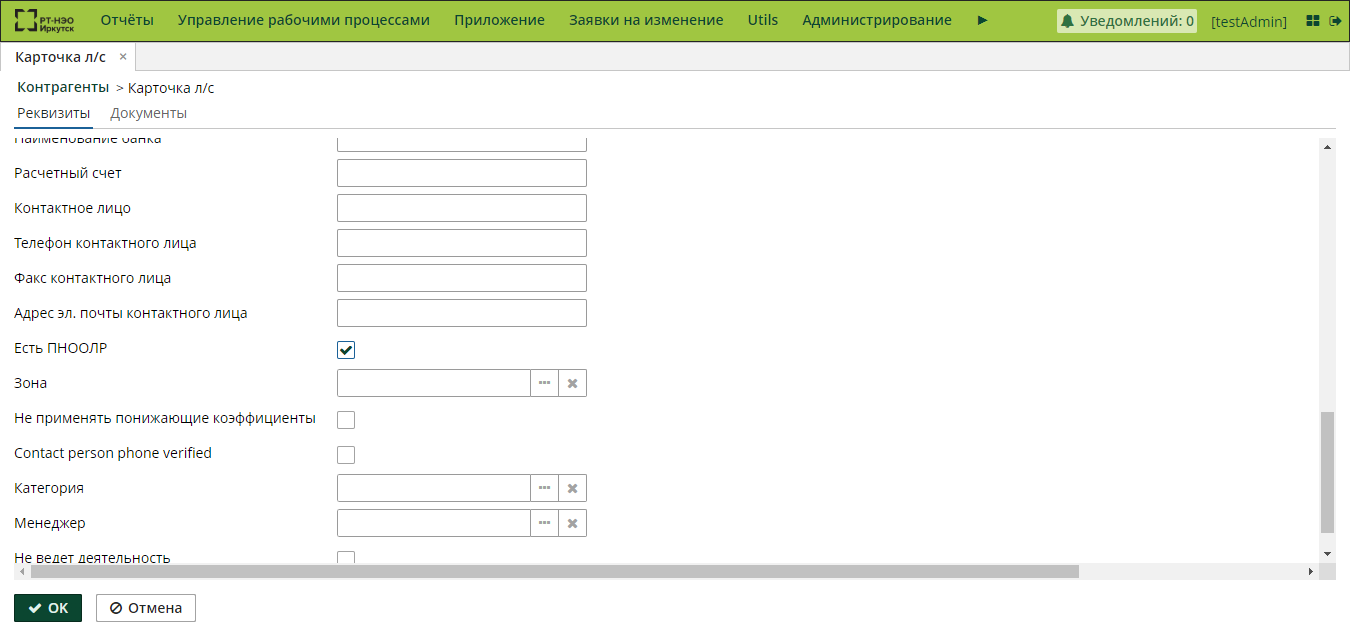 РТ-НЭО
Иркутск
Отчёты Управление рабочими процессами Приложение Заявки на изменение Utils Администрирование Уведомлений: 0 [testAdmin]
Карточка л/с
Контрагенты > Карточка л/с
Реквизиты Документы
Наименование банка
Расчетный счет
Контактное лицо
Телефон контактного лица
Факс контактного лица
Адрес эл. почты контактного лица
Есть ПНООЛР
Зона
Не применять понижающие коэффициенты
Contact person phone verified
Категория
Менеджер
Не ведет деятельность
OK Отмена